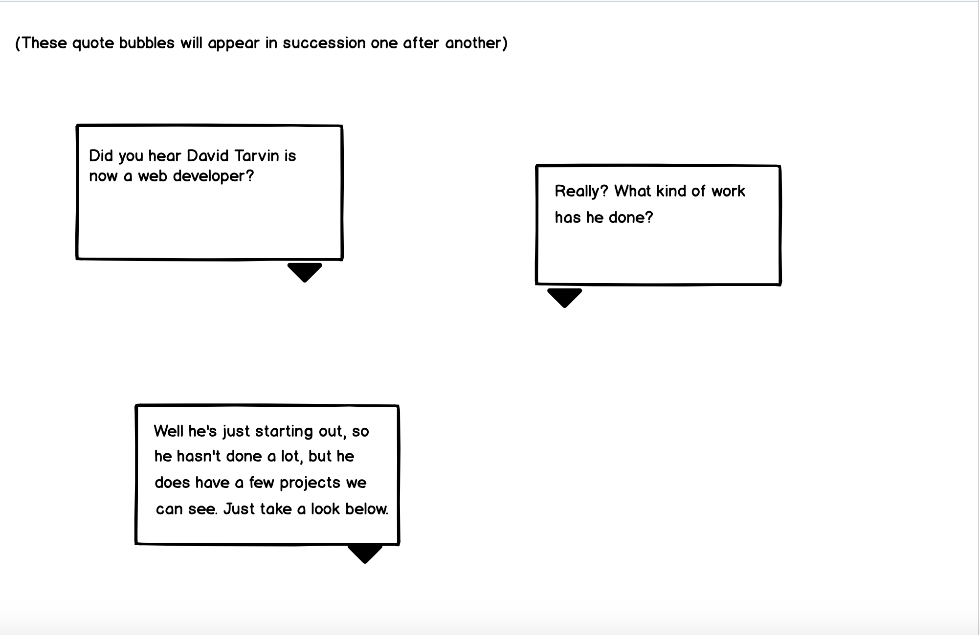 (These quote bubbles will appear in succession one after another)
Did you hear David Tarvin is
now a web developer?
Really? What kind of work
has he done?
Well he's just starting out, so
he hasn't done a lot, but he
does have a few projects we
can see. Just take a look below.